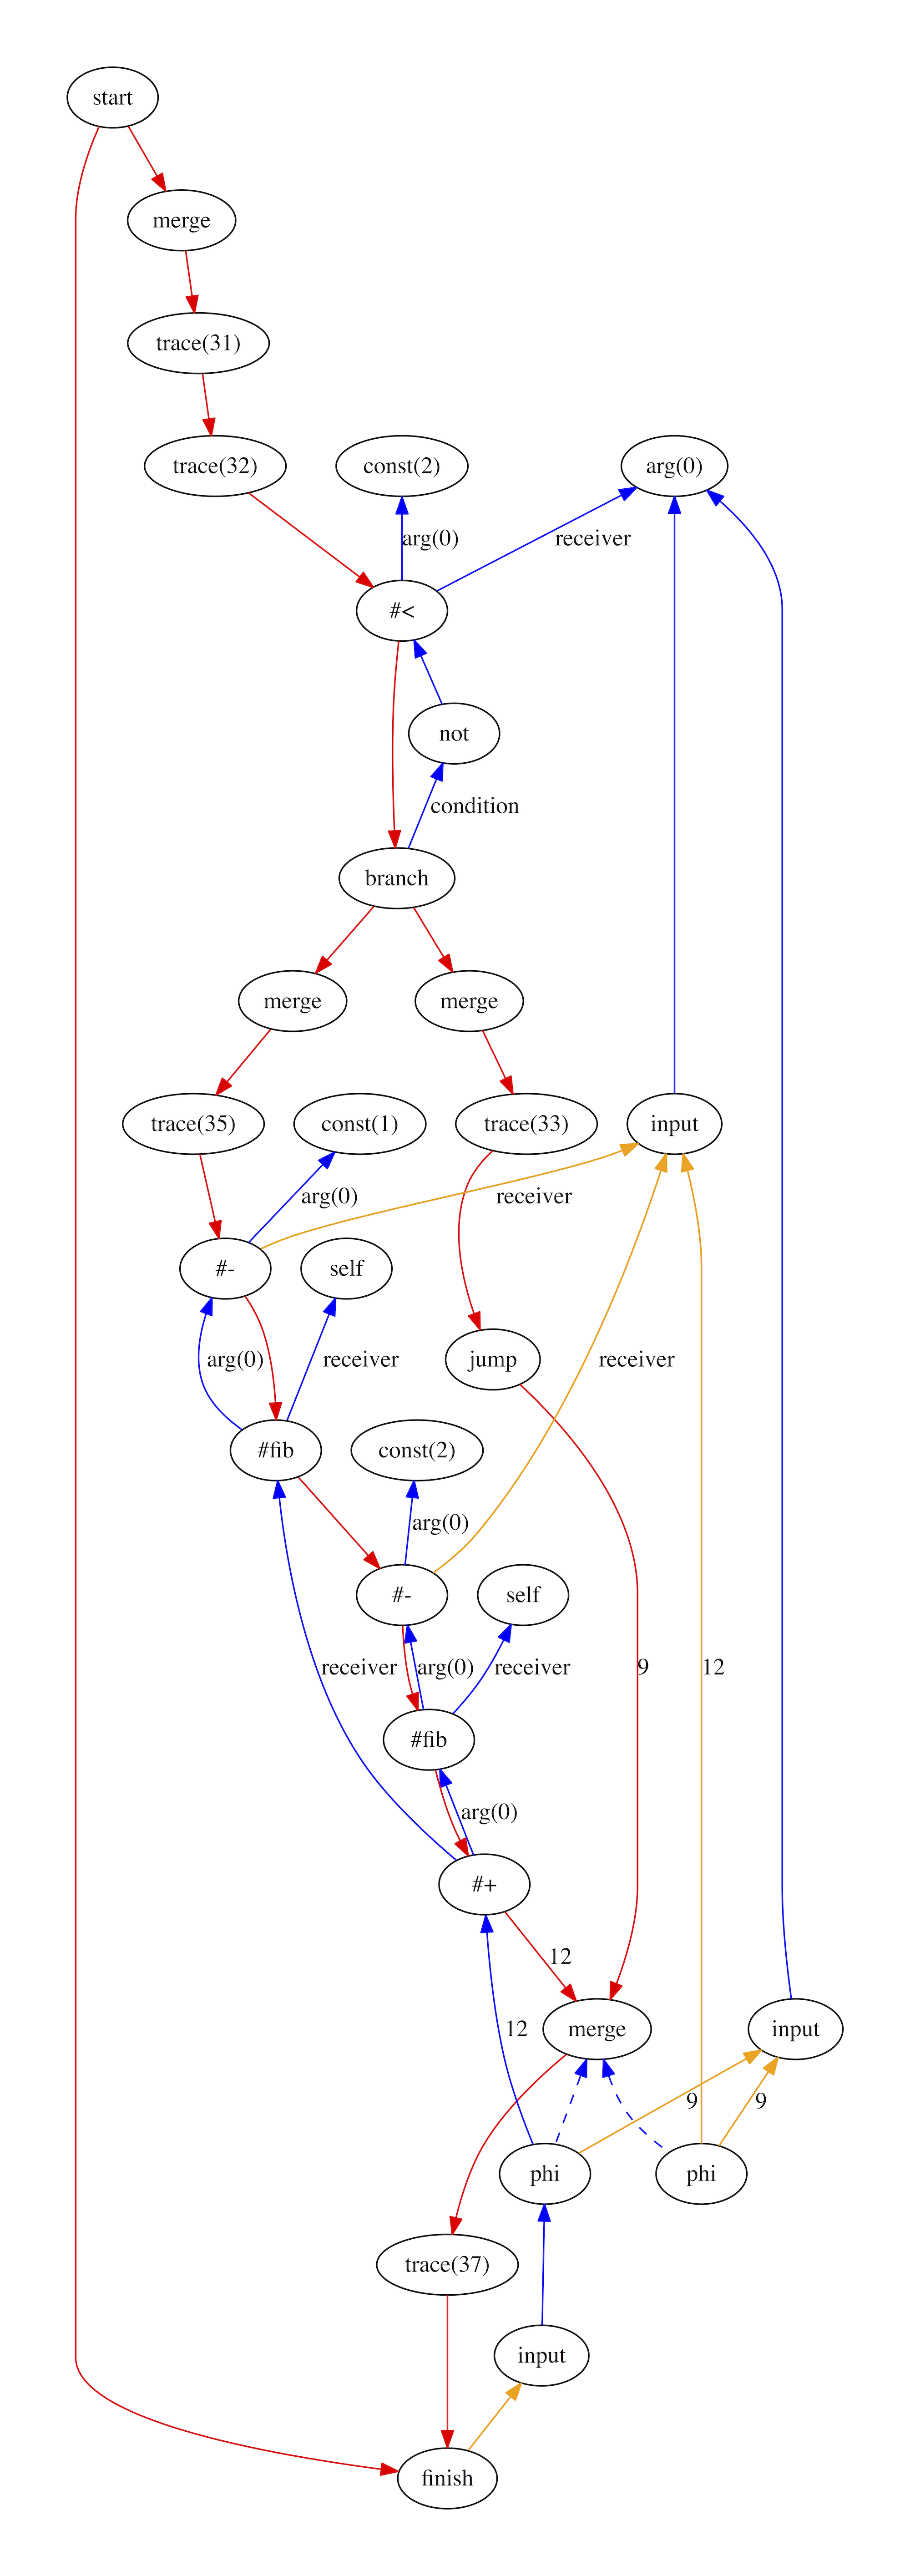 start
merge
trace(31)
trace(32)
const(2)
arg(0)
arg(0)
receiver
#<
not
condition
branch
merge
merge
trace(35)
const(1)
trace(33)
input
arg(0)
receiver
#-
self
arg(0)
receiver
jump
receiver
#fib
const(2)
arg(0)
#-
self
receiver
arg(0)
receiver
9
12
#fib
arg(0)
#+
12
12
merge
input
9
9
phi
phi
trace(37)
input
finish